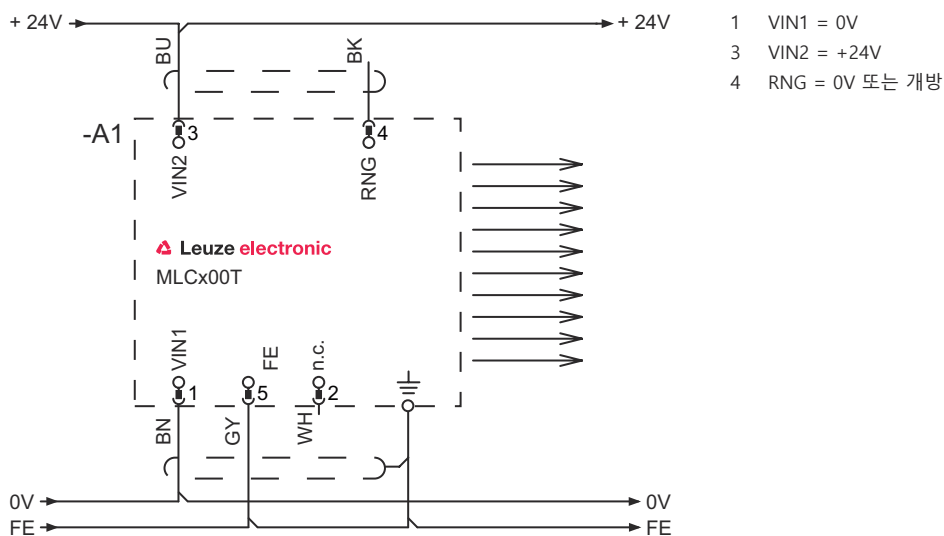 + 24V
+ 24V
BU
BK
-A1
3
4
VIN2
RNG
Leuze electronic
MLCx00T
VIN1
FE
n.c.
1
5
2
BN
GY
WH
0V
0V
FE
FE
1 VIN1 = 0V
3 VIN2 = +24V
4 RNG = 0V 또는 개방